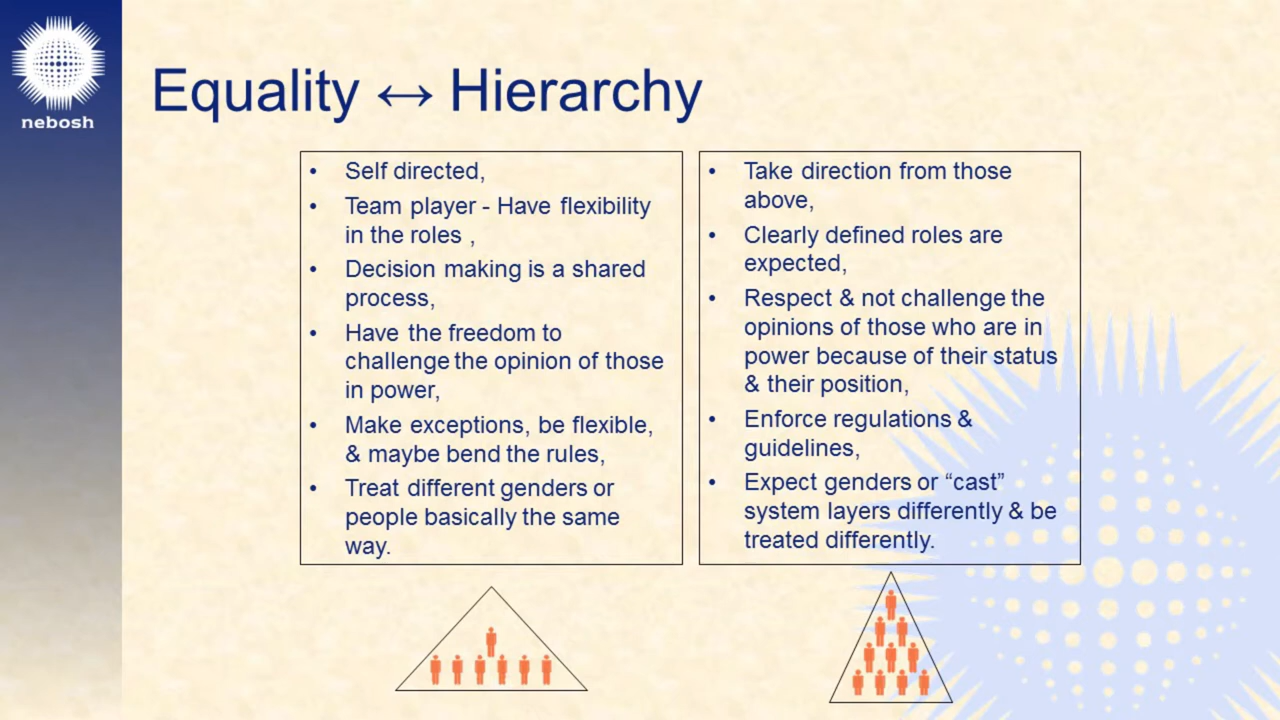 nebosh
Equality ↔ Hierarchy
• Self directed,
• Team player - Have flexibility
in the roles ,
• Decision making is a shared
process,
• Have the freedom to
challenge the opinion of those
in power,
• Make exceptions, be flexible,
& maybe bend the rules,
• Treat different genders or
people basically the same
way.
• Take direction from those
above,
• Clearly defined roles are
expected,
• Respect & not challenge the
opinions of those who are in
power because of their status
& their position,
• Enforce regulations &
guidelines,
• Expect genders or “cast”
system layers differently & be
treated differently.